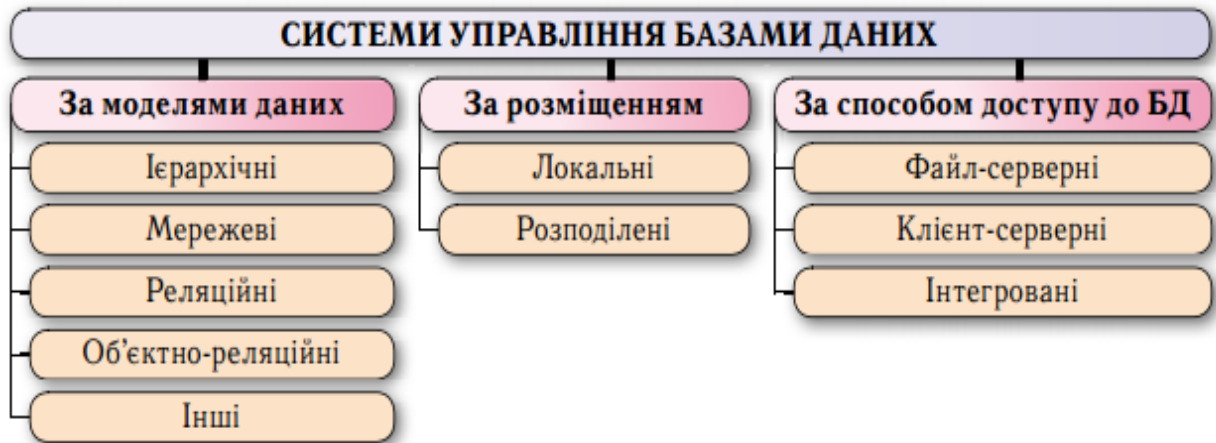 СИСТЕМИ УПРАВЛІННЯ БАЗАМИ ДАНИХ
За моделями даних
Ієрархічні
Мережеві
Реляційні
Об’єктно-реляційні
Інші
За розміщенням
Локальні
Розподілені
За способом доступу до БД
Файл-серверні
Клієнт-серверні
Інтегровані